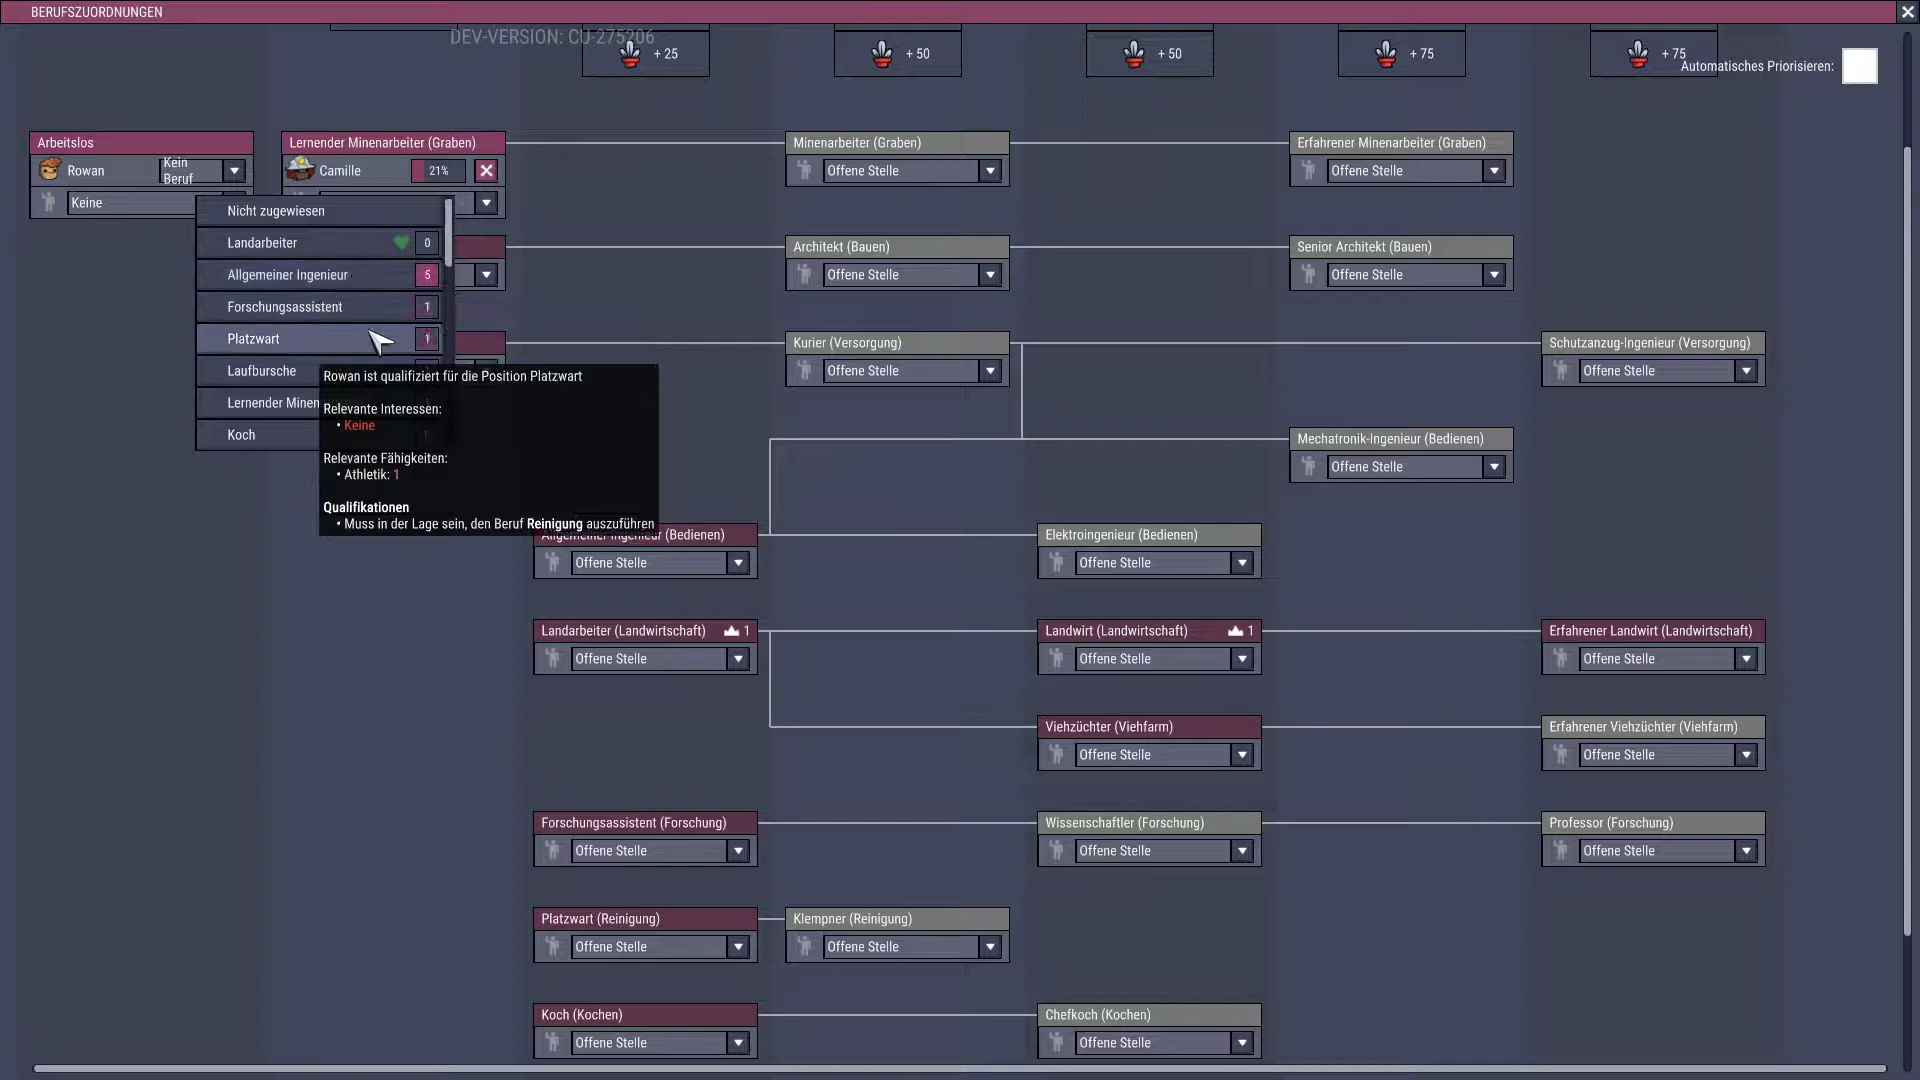 BERUFSZUORDNUNGEN
DEV-VERSION: CU-275206
+ 25
+ 50
+ 50
+ 75
+ 75
Automatisches Priorisieren:
Arbeitslos
Rowan
Kein Beruf
Keine
Lernender Minenarbeiter (Graben)
Camille
21%
Minenarbeiter (Graben)
Offene Stelle
Erfahrener Minenarbeiter (Graben)
Offene Stelle
Nicht zugewiesen
Landarbeiter
0
Allgemeiner Ingenieur
5
Forschungsassistent
1
Platzwart
1
Laufbursche
Lernender Minen
Koch
Rowan ist qualifiziert für die Position Platzwart
Relevante Interessen:
• Keine
Relevante Fähigkeiten:
• Athletik: 1
Qualifikationen
• Muss in der Lage sein, den Beruf Reinigung auszuführen
Architekt (Bauen)
Offene Stelle
Senior Architekt (Bauen)
Offene Stelle
Kurier (Versorgung)
Offene Stelle
Schutzanzug-Ingenieur (Versorgung)
Offene Stelle
Mechatronik-Ingenieur (Bedienen)
Offene Stelle
Allgemeiner Ingenieur (Bedienen)
Offene Stelle
Elektroingenieur (Bedienen)
Offene Stelle
Landarbeiter (Landwirtschaft) 1
Offene Stelle
Landwirt (Landwirtschaft) 1
Offene Stelle
Erfahrener Landwirt (Landwirtschaft)
Offene Stelle
Viehzüchter (Viehfarm)
Offene Stelle
Erfahrener Viehzüchter (Viehfarm)
Offene Stelle
Forschungsassistent (Forschung)
Offene Stelle
Wissenschaftler (Forschung)
Offene Stelle
Professor (Forschung)
Offene Stelle
Platzwart (Reinigung)
Offene Stelle
Klempner (Reinigung)
Offene Stelle
Koch (Kochen)
Offene Stelle
Chefkoch (Kochen)
Offene Stelle